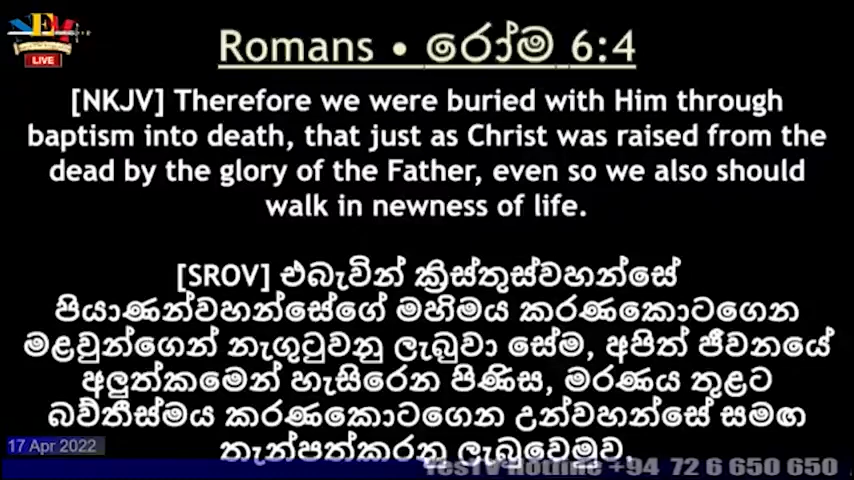 LIVE
Romans • රෝම 6:4
[NKJV] Therefore we were buried with Him through
baptism into death, that just as Christ was raised from the
dead by the glory of the Father, even so we also should
walk in newness of life.
[SROV] එබැවින් ක්‍රිස්තුස්වහන්සේ
පියාණන්වහන්සේගේ මහිමය කරණකොටගෙන
මළවුන්ගෙන් නැගුටුවනු ලැබුවා සේම, අපිත් ජීවනයේ
අලුත්කමෙන් හැසිරෙන පිණිස, මරණය තුළට
බව්තීස්මය කරණකොටගෙන උන්වහන්සේ සමඟ
තැන්පත්කරනු ලැබුවෙමුව.
17 Apr 2022
YesTV Hotline +94 72 6 650 650